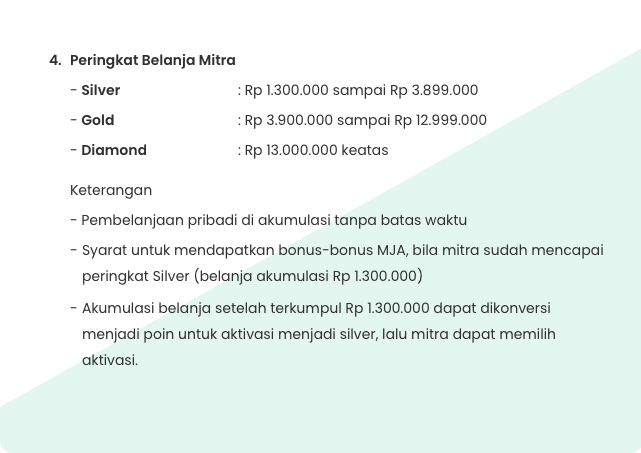 4. Peringkat Belanja Mitra
- Silver : Rp 1.300.000 sampai Rp 3.899.000
- Gold : Rp 3.900.000 sampai Rp 12.999.000
- Diamond : Rp 13.000.000 keatas
Keterangan
- Pembelanjaan pribadi di akumulasi tanpa batas waktu
- Syarat untuk mendapatkan bonus-bonus MJA, bila mitra sudah mencapai
peringkat Silver (belanja akumulasi Rp 1.300.000)
- Akumulasi belanja setelah terkumpul Rp 1.300.000 dapat dikonversi
menjadi poin untuk aktivasi menjadi silver, lalu mitra dapat memilih
aktivasi.